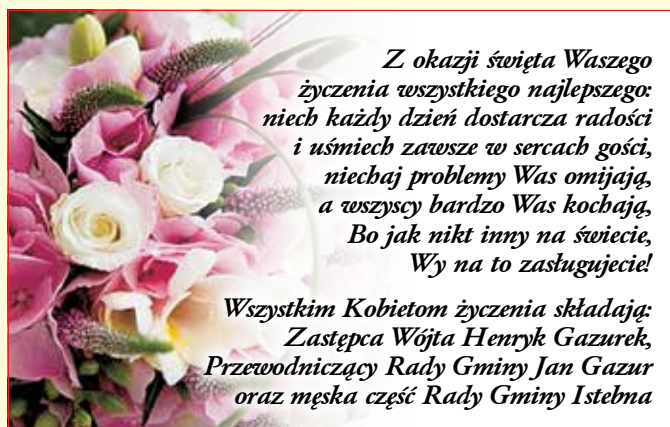 Z okazji święta Waszego
życzenia wszystkiego najlepszego:
niech każdy dzień dostarcza radości
i uśmiech zawsze w sercach gości,
niechaj problemy Was omijają,
a wszyscy bardzo Was kochają,
Bo jak nikt inny na świecie,
Wy na to zasługujecie!
Wszystkim Kobietom życzenia składają:
Zastępca Wójta Henryk Gazurek,
Przewodniczący Rady Gminy Jan Gazur
oraz męska część Rady Gminy Istebna